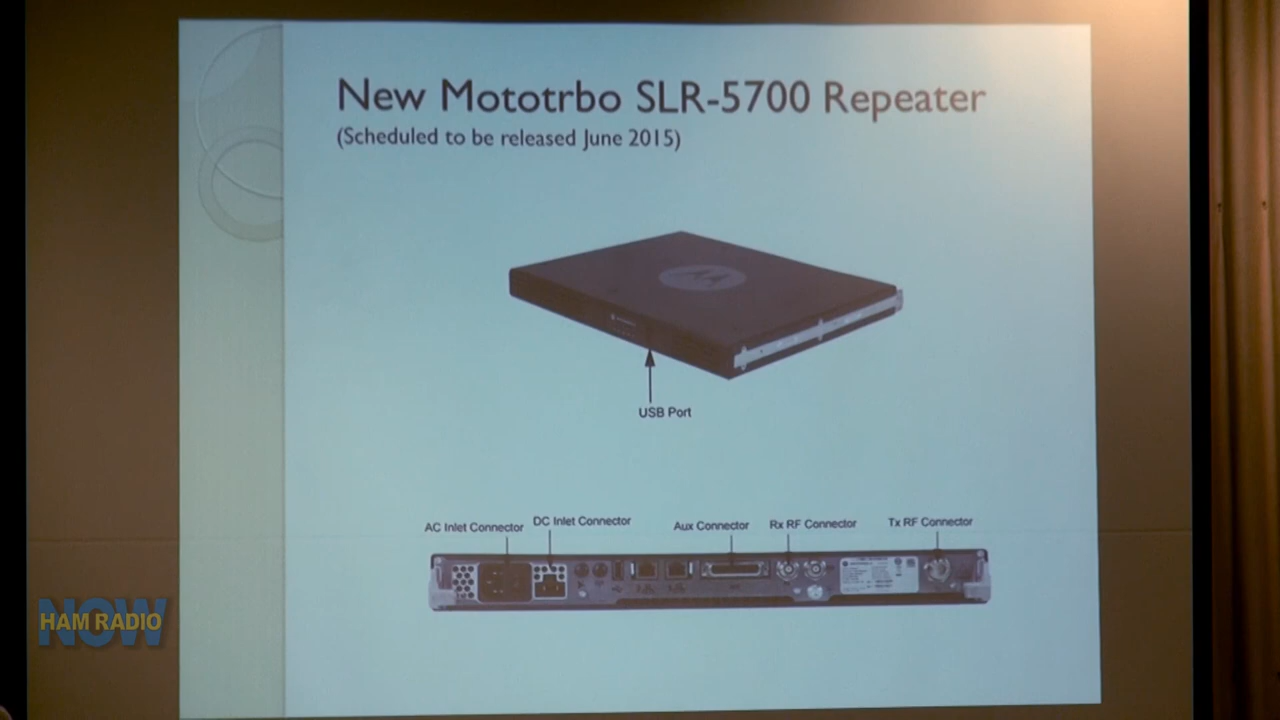 New Mototrbo SLR-5700 Repeater
(Scheduled to be released June 2015)
USB Port
AC Inlet Connector
DC Inlet Connector
Aux Connector
Rx RF Connector
Tx RF Connector
HAM RADIO
NOW